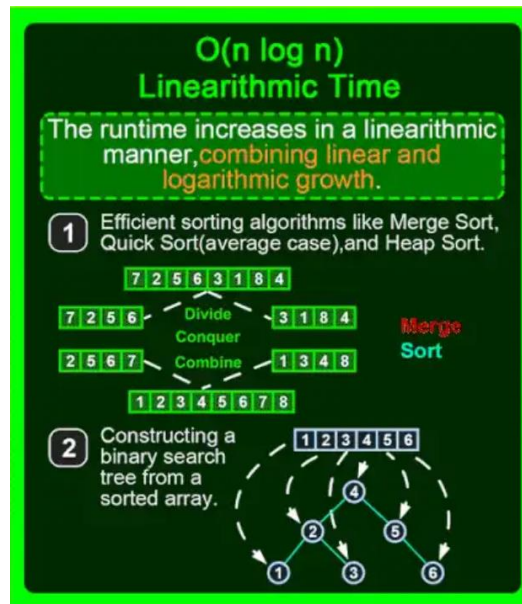 O(n log n)
Linearithmic Time
The runtime increases in a linearithmic
manner,combining linear and
logarithmic growth.
1 Efficient sorting algorithms like Merge Sort,
Quick Sort(average case),and Heap Sort.
7 2 5 6 3 1 8 4
7 2 5 6 Divide 3 1 8 4
Conquer
Merge
2 5 6 7 Combine 1 3 4 8
Sort
1 2 3 4 5 6 7 8
2 Constructing a
binary search
tree from a
sorted array.
1 2 3 4 5 6
4
2 5
1 3 6